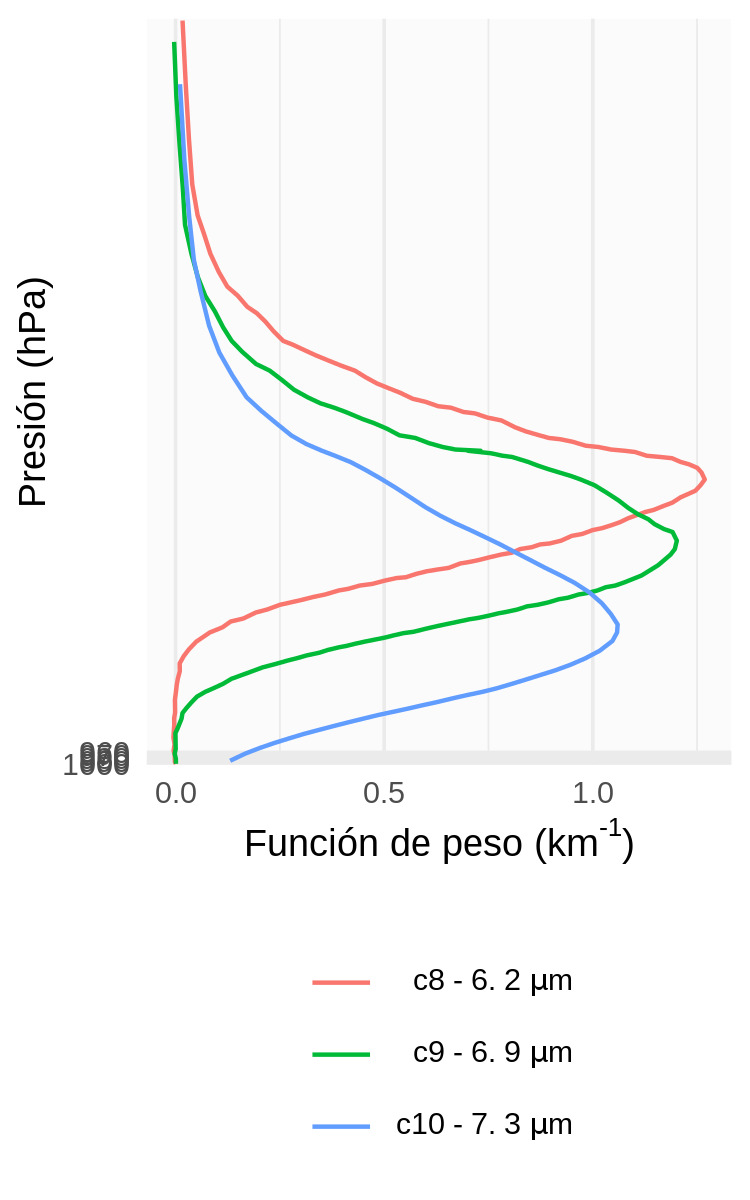 Presión (hPa)
1000
0.0 0.5 1.0
Función de peso (km-1)
c8 - 6. 2 µm
c9 - 6. 9 µm
c10 - 7. 3 µm